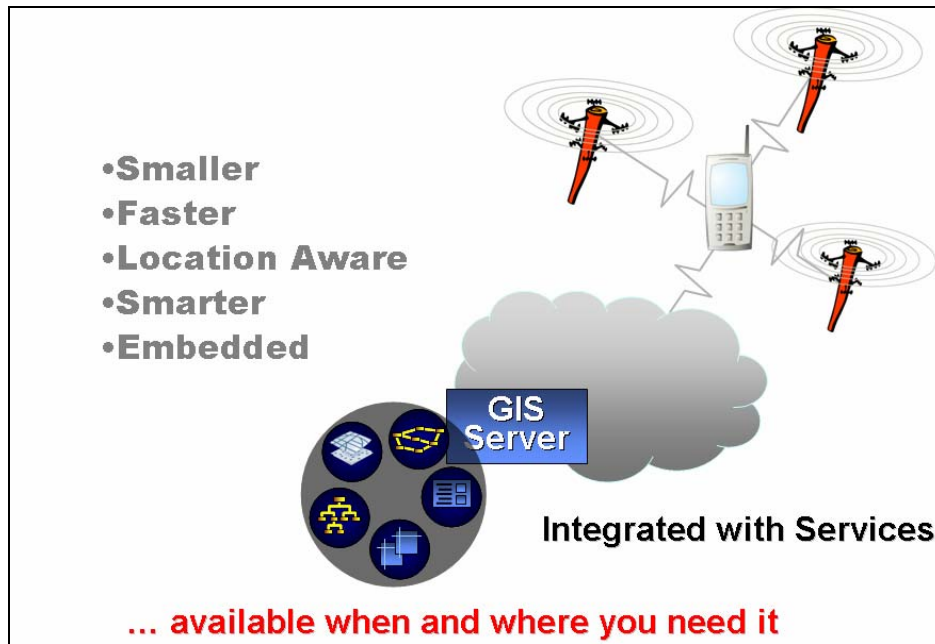 •Smaller
•Faster
•Location Aware
•Smarter
•Embedded
GIS
Server
Integrated with Services
... available when and where you need it